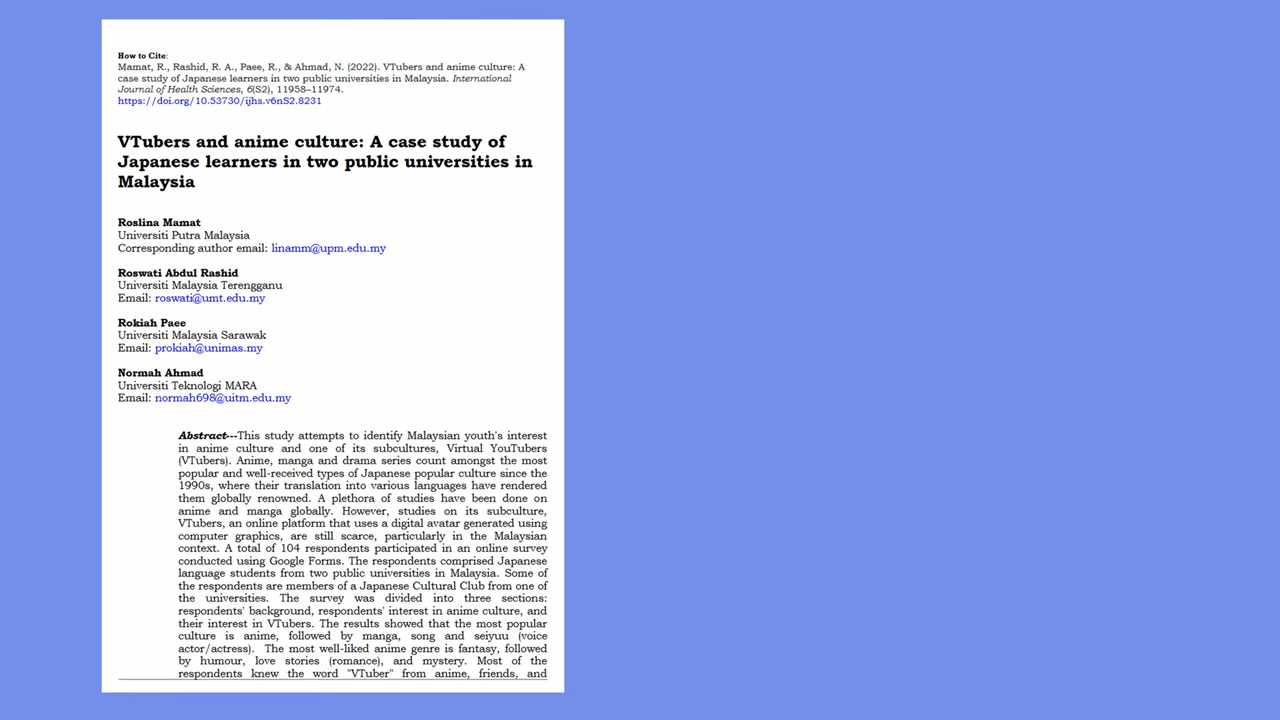 How to Cite:
Mamat, R., Rashid, R. A., Paee, R., & Ahmad, N. (2022). VTubers and anime culture: A
case study of Japanese learners in two public universities in Malaysia. International
Journal of Health Sciences, 6(S2), 11958–11974.
https://doi.org/10.53730/ijhs.v6nS2.8231
VTubers and anime culture: A case study of
Japanese learners in two public universities in
Malaysia
Roslina Mamat
Universiti Putra Malaysia
Corresponding author email: linamm@upm.edu.my
Roswati Abdul Rashid
Universiti Malaysia Terengganu
Email: roswati@umt.edu.my
Rokiah Paee
Universiti Malaysia Sarawak
Email: prokiah@unimas.my
Normah Ahmad
Universiti Teknologi MARA
Email: normah698@uitm.edu.my
Abstract---This study attempts to identify Malaysian youth's interest
in anime culture and one of its subcultures, Virtual YouTubers
(VTubers). Anime, manga and drama series count amongst the most
popular and well-received types of Japanese popular culture since the
1990s, where their translation into various languages have rendered
them globally renowned. A plethora of studies have been done on
anime and manga globally. However, studies on its subculture,
VTubers, an online platform that uses a digital avatar generated using
computer graphics, are still scarce, particularly in the Malaysian
context. A total of 104 respondents participated in an online survey
conducted using Google Forms. The respondents comprised Japanese
language students from two public universities in Malaysia. Some of
the respondents are members of a Japanese Cultural Club from one of
the universities. The survey was divided into three sections:
respondents' background, respondents' interest in anime culture, and
their interest in VTubers. The results showed that the most popular
culture is anime, followed by manga, song and seiyuu (voice
actor/actress). The most well-liked anime genre is fantasy, followed
by humour, love stories (romance), and mystery. Most of the
respondents knew the word "VTuber" from anime, friends, and